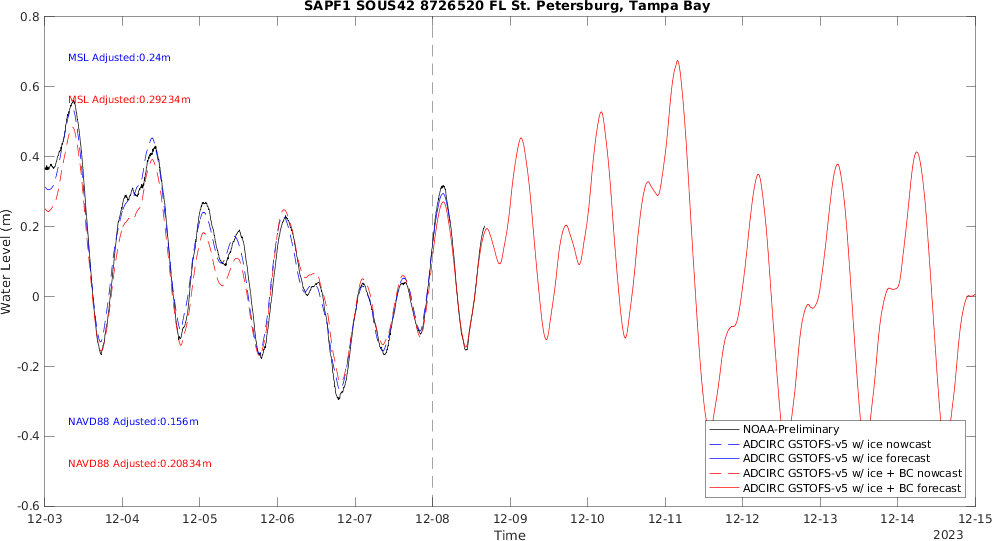 SAPF1 SOUS42 8726520 FL St. Petersburg, Tampa Bay
0.8
0.6
0.4
0.2
0
-0.2
-0.4
-0.6
Water Level (m)
MSL Adjusted:0.24m
MSL Adjusted:0.29234m
NAVD88 Adjusted:0.156m
NAVD88 Adjusted:0.20834m
NOAA-Preliminary
ADCIRC GSTOFS-v5 w/ ice nowcast
ADCIRC GSTOFS-v5 w/ ice forecast
ADCIRC GSTOFS-v5 w/ ice + BC nowcast
ADCIRC GSTOFS-v5 w/ ice + BC forecast
12-03 12-04 12-05 12-06 12-07 12-08 12-09 12-10 12-11 12-12 12-13 12-14 12-15
Time
2023